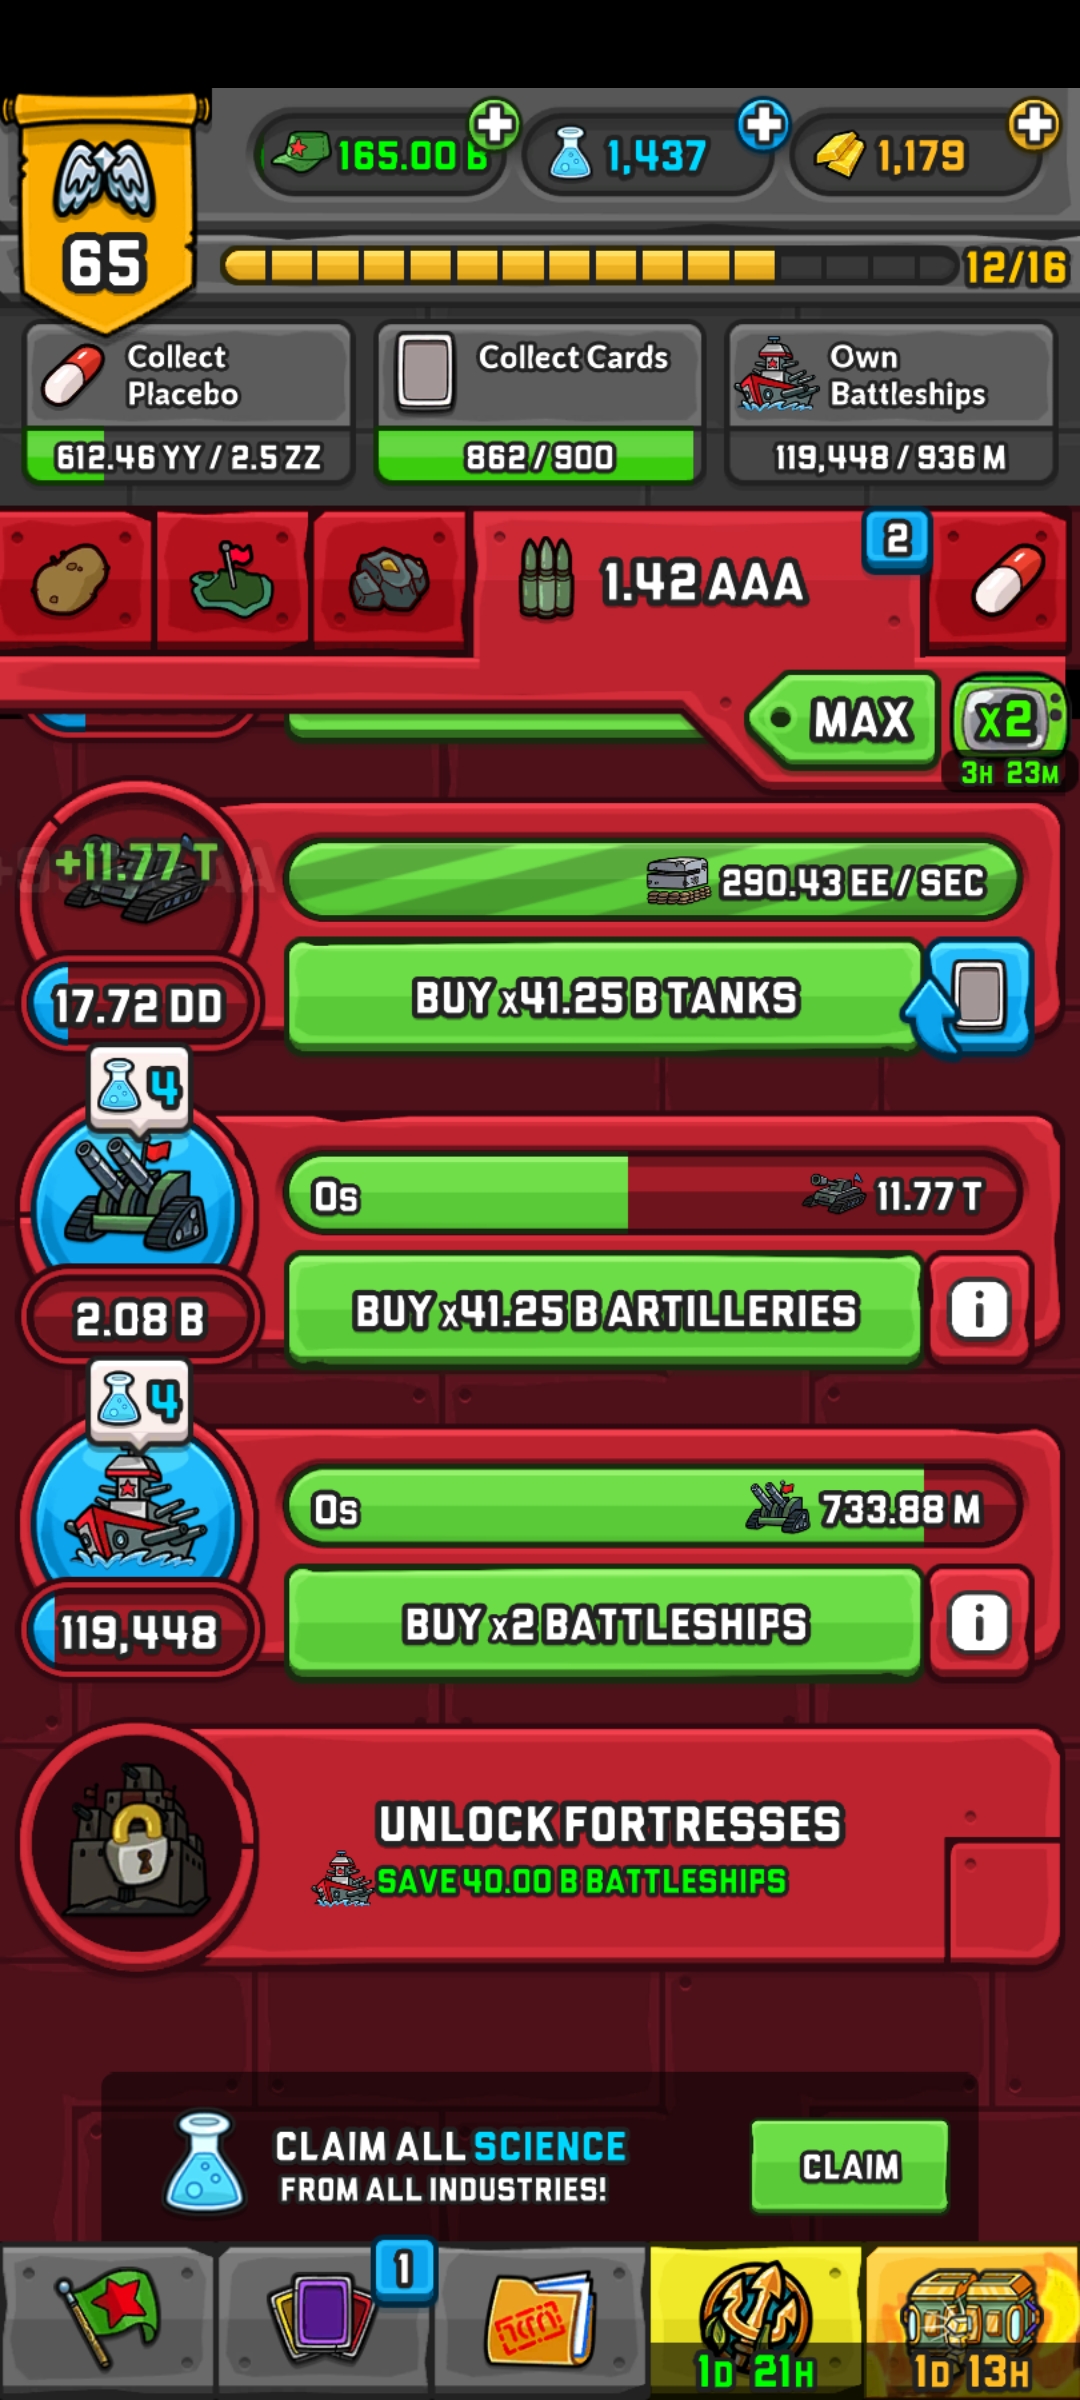 165.00 B
1,437
1,179
65
12/16
Collect
Placebo
612.46 YY / 2.5 ZZ
Collect Cards
862/900
Own
Battleships
119,448 / 936 M
1.42 AAA
2
MAX
x2
3H 23M
+11.77 T
290.43 EE / SEC
17.72 DD
BUY x41.25 B TANKS
4
0s
11.77 T
2.08 B
BUY x41.25 B ARTILLERIES
4
0s
733.88 M
119,448
BUY x2 BATTLESHIPS
UNLOCK FORTRESSES
SAVE 40.00 B BATTLESHIPS
CLAIM ALL SCIENCE
FROM ALL INDUSTRIES!
CLAIM
1
1D 21H
1D 13H